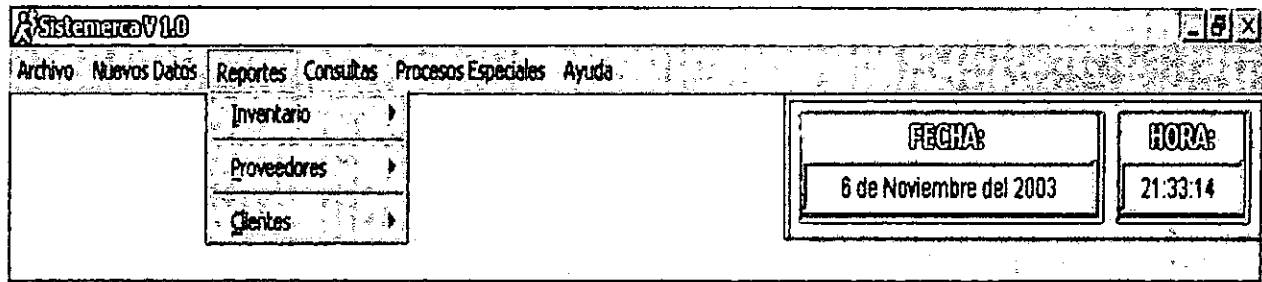 Sistemerca V 1.0
Archivo Nuevos Datos Reportes Consultas Procesos Especiales Ayuda
Inventario
Proveedores
Clientes
FECHA:
6 de Noviembre del 2003
HORA:
21:33:14